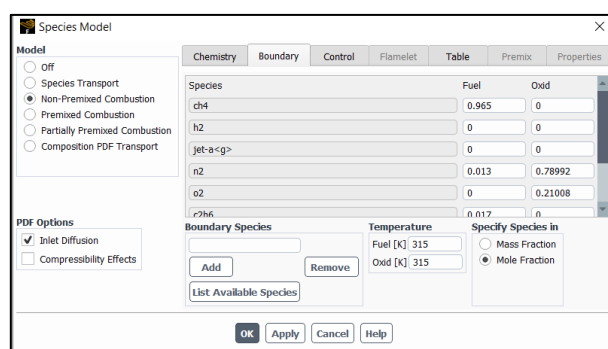 Species Model
Model
Off
Species Transport
Non-Premixed Combustion
Premixed Combustion
Partially Premixed Combustion
Composition PDF Transport
PDF Options
Inlet Diffusion
Compressibility Effects
Chemistry Boundary Control Flamelet Table Premix Properties
Species Fuel Oxid
ch4 0.965 0
h2
jet-a<g> 0 0
n2 0.013 0.78992
o2 0 0.21008
c2h6 0.017 0
Boundary Species
Add Remove
List Available Species
Temperature
Fuel [K] 315
Oxid [K] 315
Specify Species in
Mass Fraction
Mole Fraction
OK Apply Cancel Help